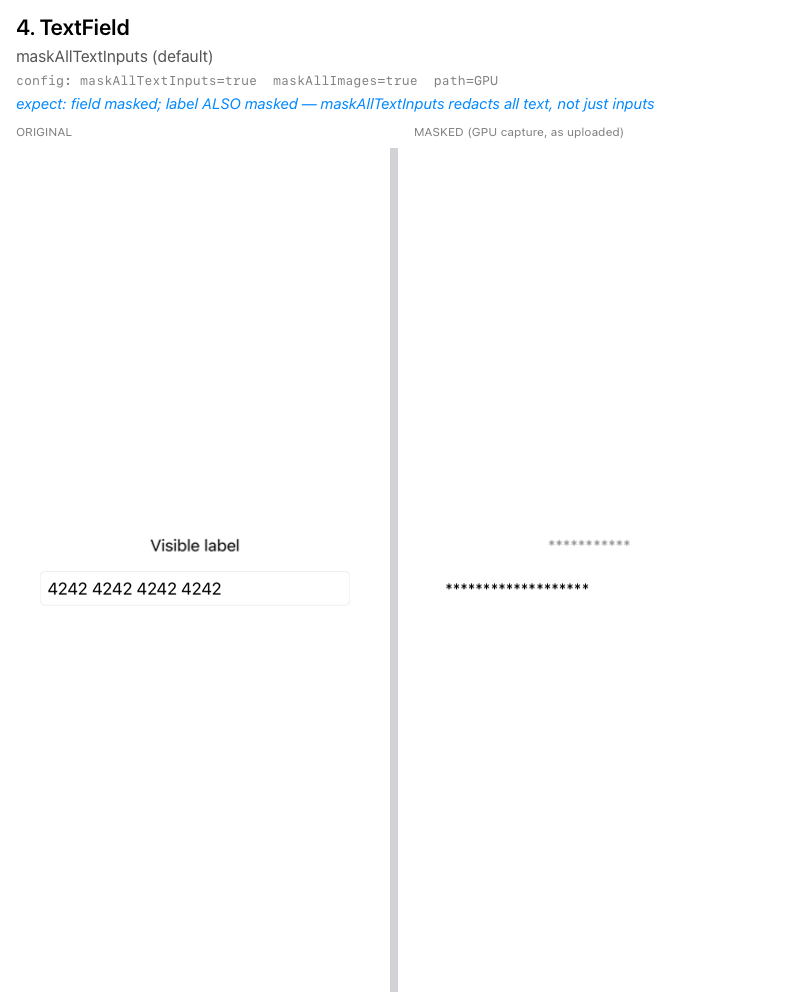 4. TextField
maskAllTextInputs (default)
config: maskAllTextInputs=true  maskAllImages=true  path=GPU
expect: field masked; label ALSO masked — maskAllTextInputs redacts all text, not just inputs
ORIGINAL
MASKED (GPU capture, as uploaded)
Visible label
***********
4242 4242 4242 4242
*******************